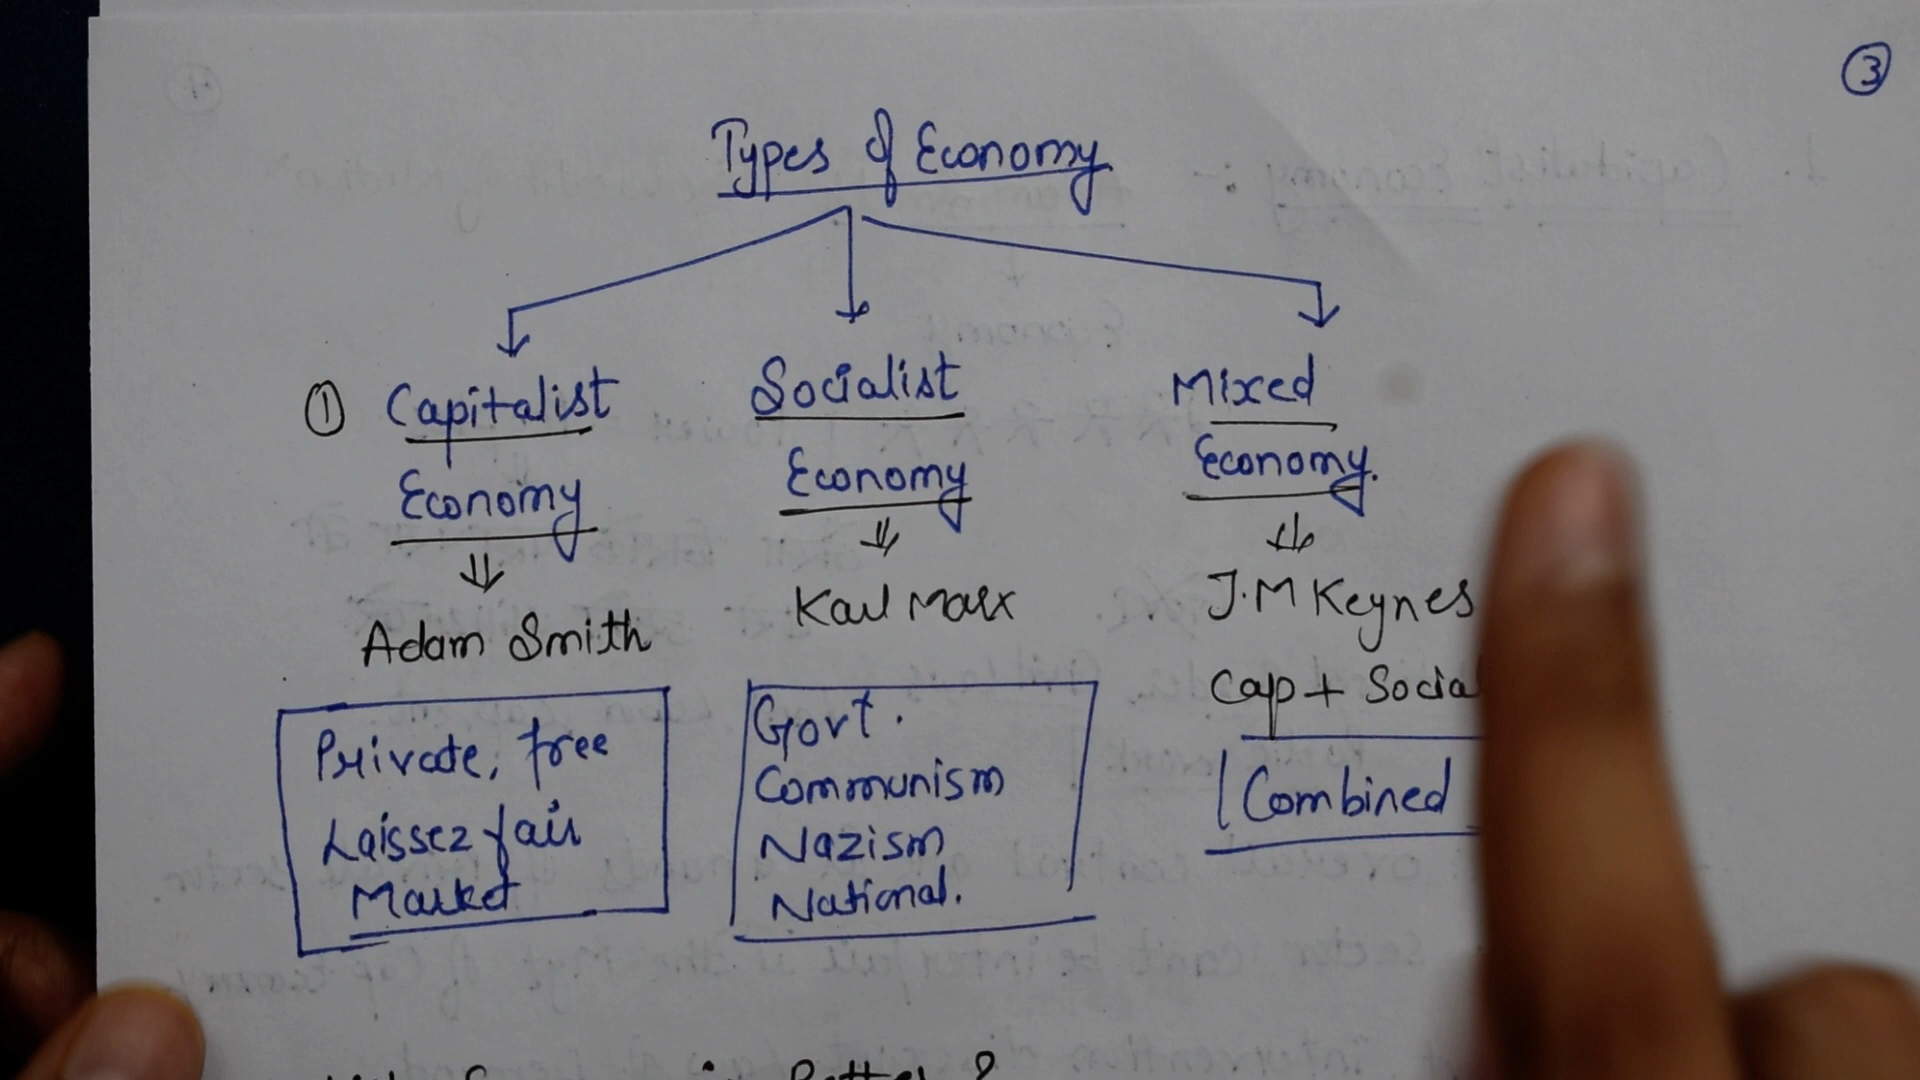 3
Types of Economy
① Capitalist
Economy
Adam Smith
Private, free
Laissez fair
Market
Socialist
Economy
Karl Marx
Govt.
Communism
Nazism
National.
Mixed
Economy.
J.M Keynes
Cap + Socia
Combined